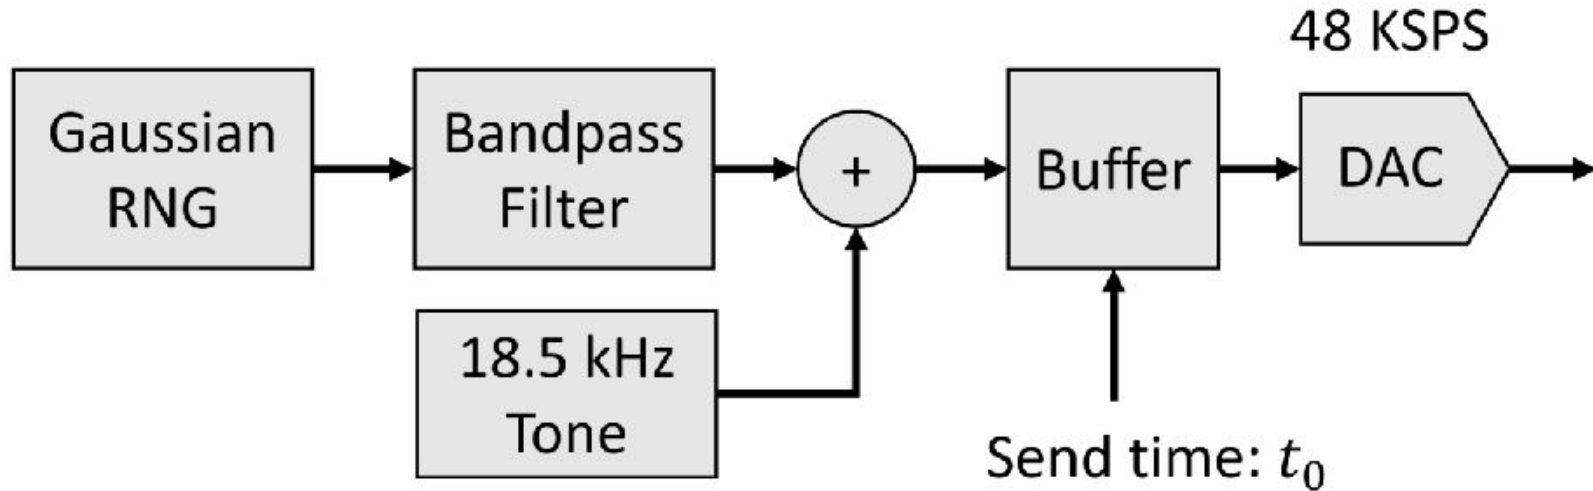 48 KSPS
Gaussian
RNG
Bandpass
Filter
+
Buffer
DAC
18.5 kHz
Tone
Send time: t₀